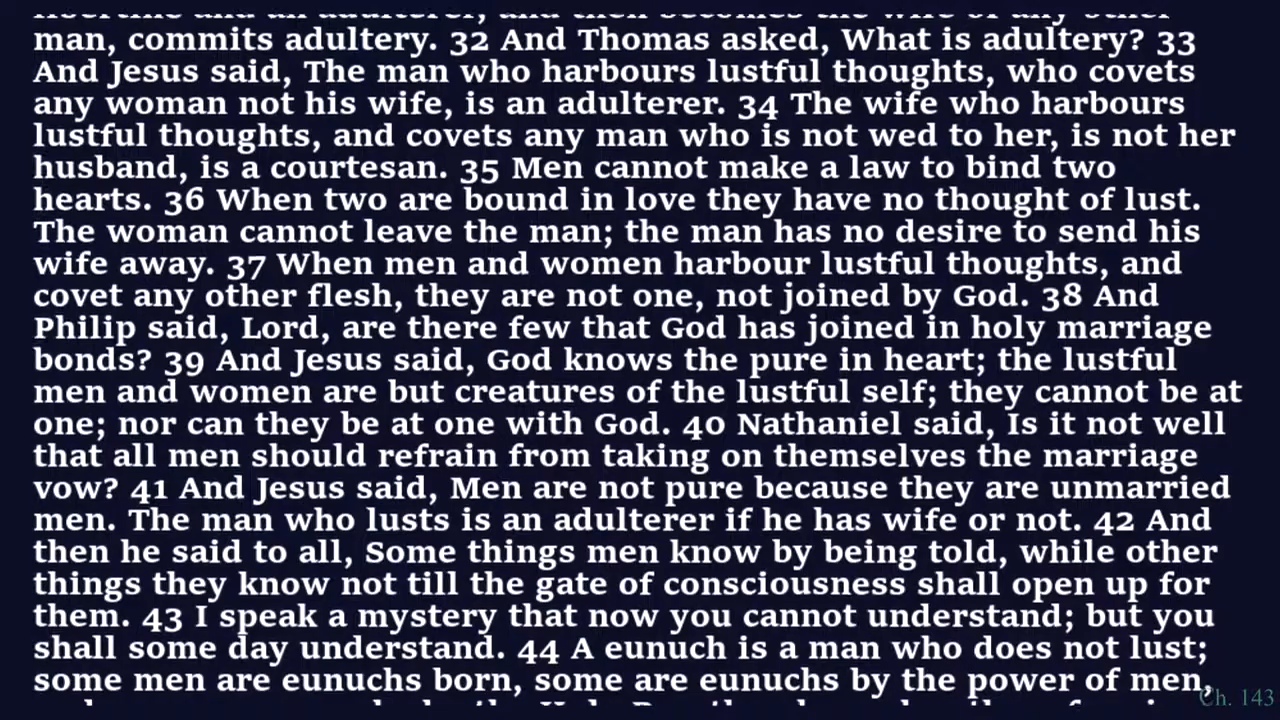 man, commits adultery. 32 And Thomas asked, What is adultery? 33
And Jesus said, The man who harbours lustful thoughts, who covets
any woman not his wife, is an adulterer. 34 The wife who harbours
lustful thoughts, and covets any man who is not wed to her, is not her
husband, is a courtesan. 35 Men cannot make a law to bind two
hearts. 36 When two are bound in love they have no thought of lust.
The woman cannot leave the man; the man has no desire to send his
wife away. 37 When men and women harbour lustful thoughts, and
covet any other flesh, they are not one, not joined by God. 38 And
Philip said, Lord, are there few that God has joined in holy marriage
bonds? 39 And Jesus said, God knows the pure in heart; the lustful
men and women are but creatures of the lustful self; they cannot be at
one; nor can they be at one with God. 40 Nathaniel said, Is it not well
that all men should refrain from taking on themselves the marriage
vow? 41 And Jesus said, Men are not pure because they are unmarried
men. The man who lusts is an adulterer if he has wife or not. 42 And
then he said to all, Some things men know by being told, while other
things they know not till the gate of consciousness shall open up for
them. 43 I speak a mystery that now you cannot understand; but you
shall some day understand. 44 A eunuch is a man who does not lust;
some men are eunuchs born, some are eunuchs by the power of men,
Ch. 143